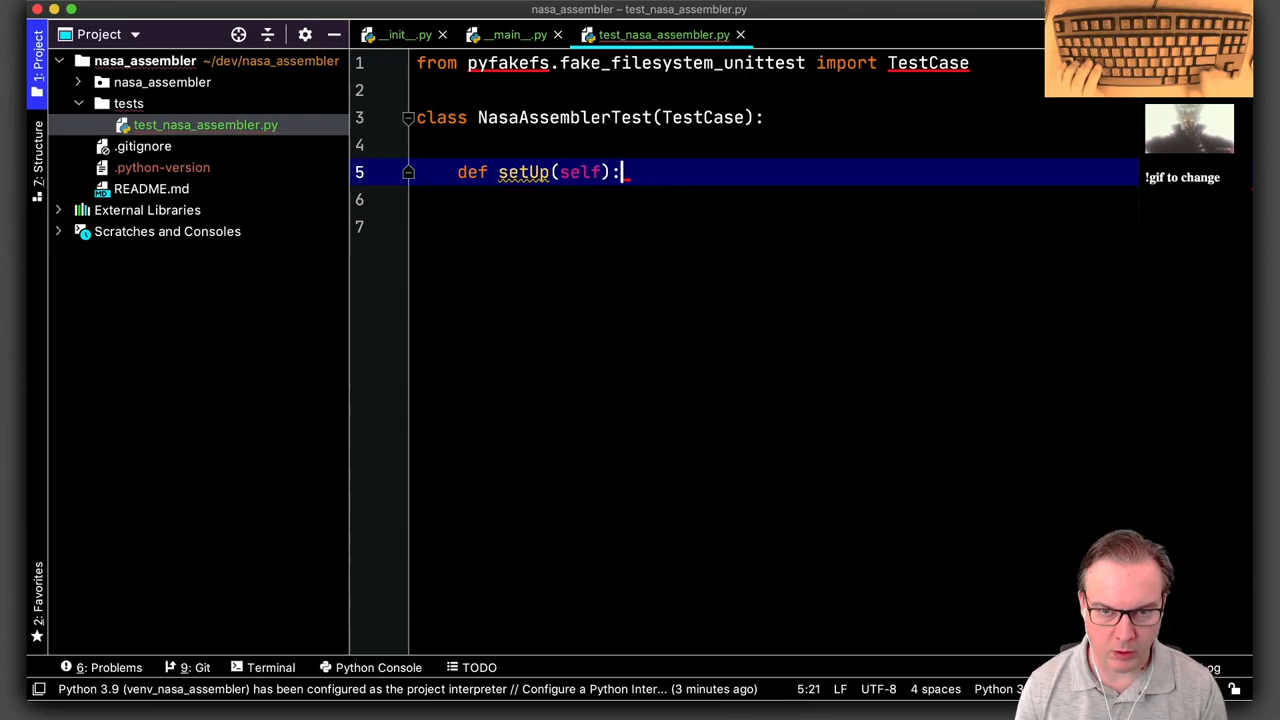 nasa_assembler – test_nasa_assembler.py
Project
__init__.py
__main__.py
test_nasa_assembler.py
1: Project
7: Structure
2: Favorites
nasa_assembler ~/dev/nasa_assembler
nasa_assembler
tests
test_nasa_assembler.py
.gitignore
.python-version
README.md
External Libraries
Scratches and Consoles
1 from pyfakefs.fake_filesystem_unittest import TestCase
2
3 class NasaAssemblerTest(TestCase):
4
5 def setUp(self):
6
7
!gif to change
6: Problems
9: Git
Terminal
Python Console
TODO
Python 3.9 (venv_nasa_assembler) has been configured as the project interpreter // Configure a Python Inter... (3 minutes ago)
5:21
LF
UTF-8
4 spaces